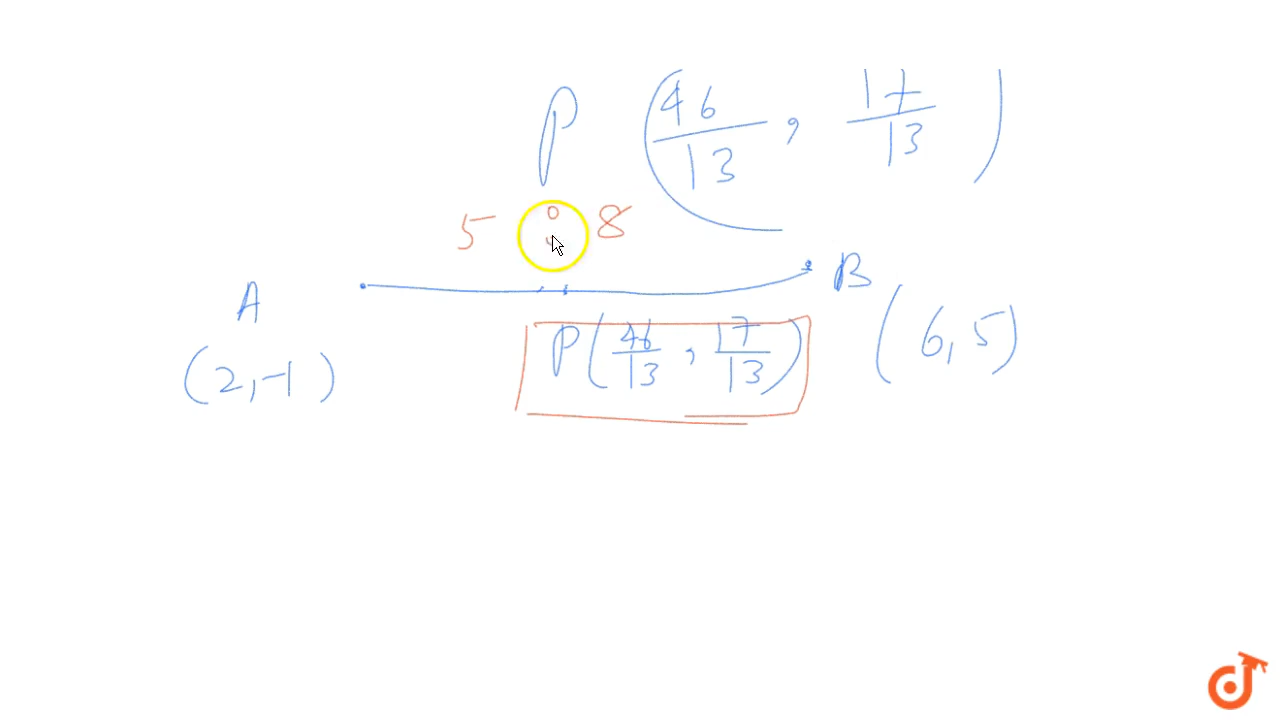 P (46/13, 17/13)
5 : 8
A B
P(46/13, 17/13) (6,5)
(2,-1)